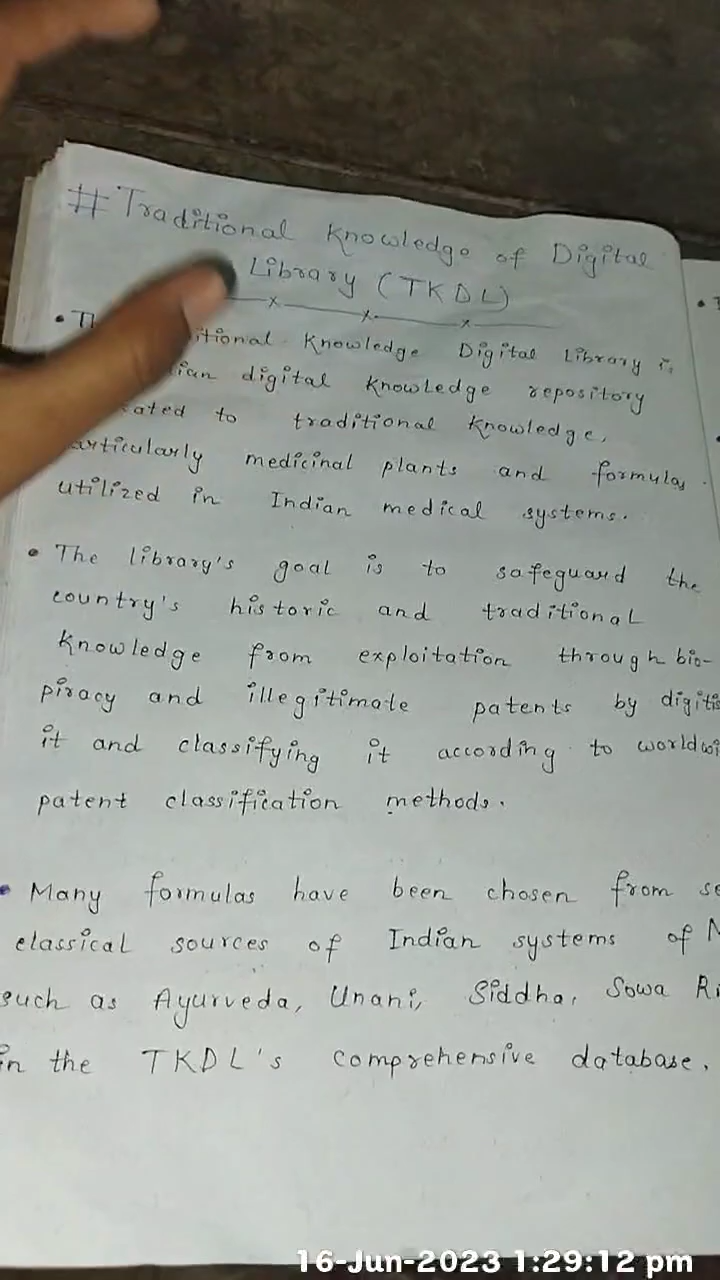 # Traditional Knowledge of Digital
Library (TKDL)
itional Knowledge Digital Library
digital Knowledge repository
to traditional Knowledge,
medicinal plants and formulas
utilized in Indian medical systems.
• The library's goal is to safeguard the
country's historic and traditional
Knowledge from exploitation through bio-
piracy and illegitimate patents by
it and classifying it according to
patent classification methods.
• Many formulas have been chosen from
classical sources of Indian systems of
such as Ayurveda, Unani, Siddha, Sowa
in the TKDL's comprehensive database.
16-Jun-2023 1:29:12 pm